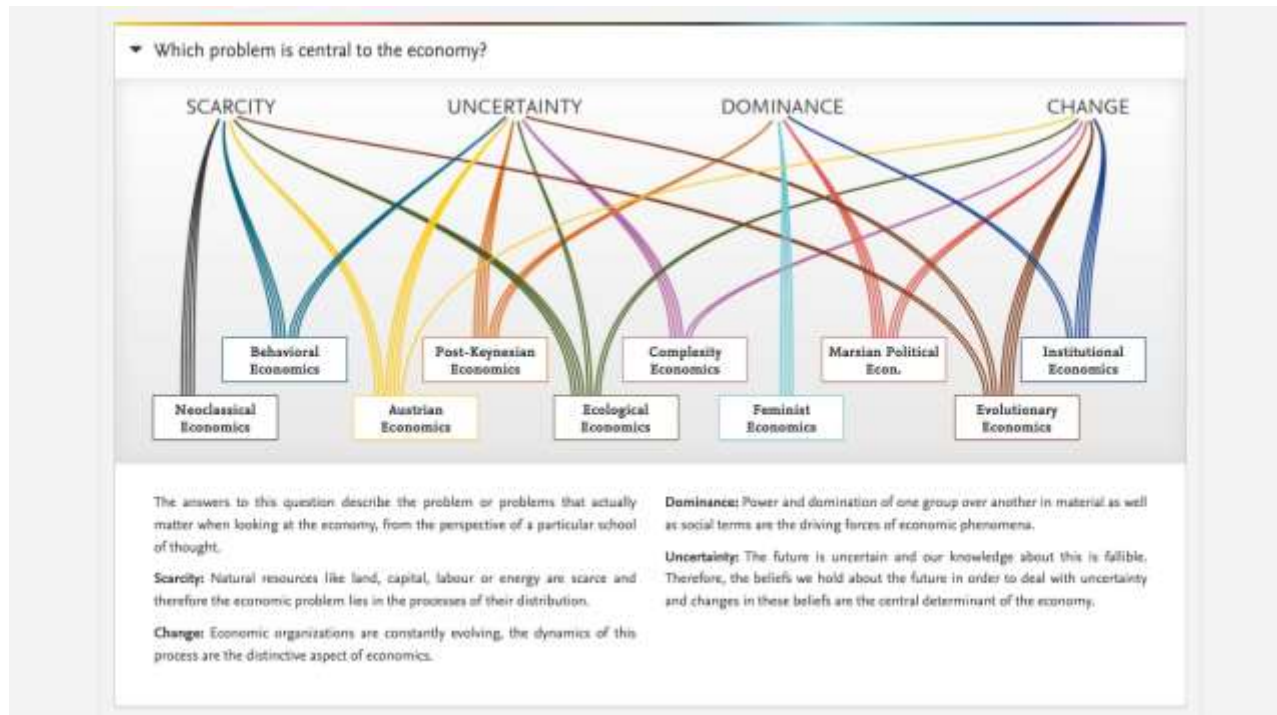 Which problem is central to the economy?
SCARCITY UNCERTAINTY DOMINANCE CHANGE
Behavioral
Economics
Post-Keynesian
Economics
Complexity
Economics
Marxian Political
Econ.
Institutional
Economics
Neoclassical
Economics
Austrian
Economics
Ecological
Economics
Feminist
Economics
Evolutionary
Economics
The answers to this question describe the problem or problems that actually
matter when looking at the economy, from the perspective of a particular school
of thought.
Scarcity: Natural resources like land, capital, labour or energy are scarce and
therefore the economic problem lies in the processes of their distribution.
Change: Economic organizations are constantly evolving, the dynamics of this
process are the distinctive aspect of economics.
Dominance: Power and domination of one group over another in material as well
as social terms are the driving forces of economic phenomena.
Uncertainty: The future is uncertain and our knowledge about this is fallible.
Therefore, the beliefs we hold about the future in order to deal with uncertainty
and changes in these beliefs are the central determinant of the economy.